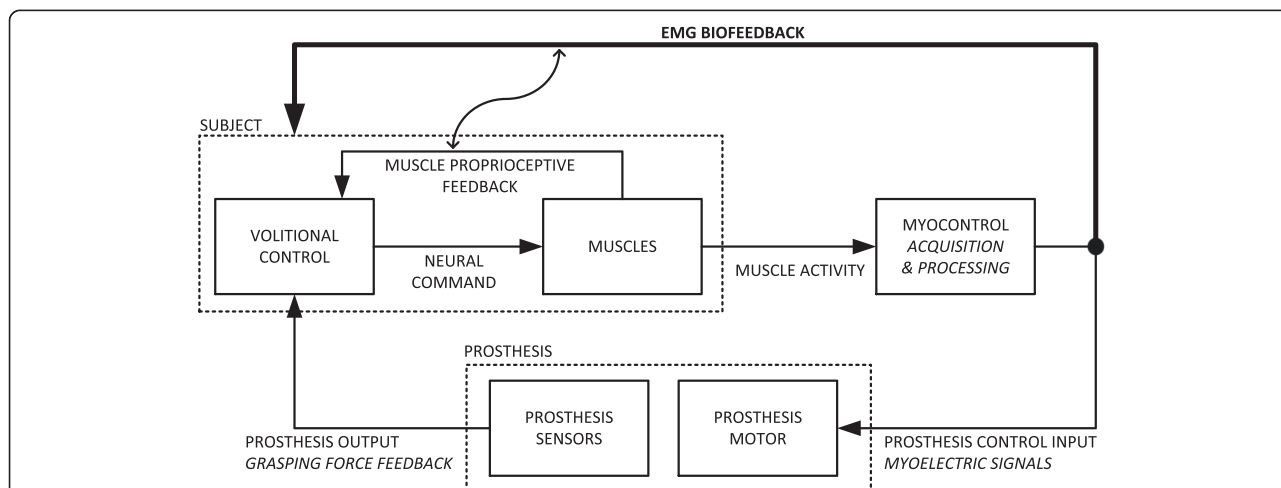 EMG BIOFEEDBACK
SUBJECT
MUSCLE PROPRIOCEPTIVE
FEEDBACK
VOLITIONAL
CONTROL
NEURAL
COMMAND
MUSCLES
MUSCLE ACTIVITY
MYOCONTROL
ACQUISITION
& PROCESSING
PROSTHESIS
PROSTHESIS
SENSORS
PROSTHESIS
MOTOR
PROSTHESIS OUTPUT
GRASPING FORCE FEEDBACK
PROSTHESIS CONTROL INPUT
MYOELECTRIC SIGNALS